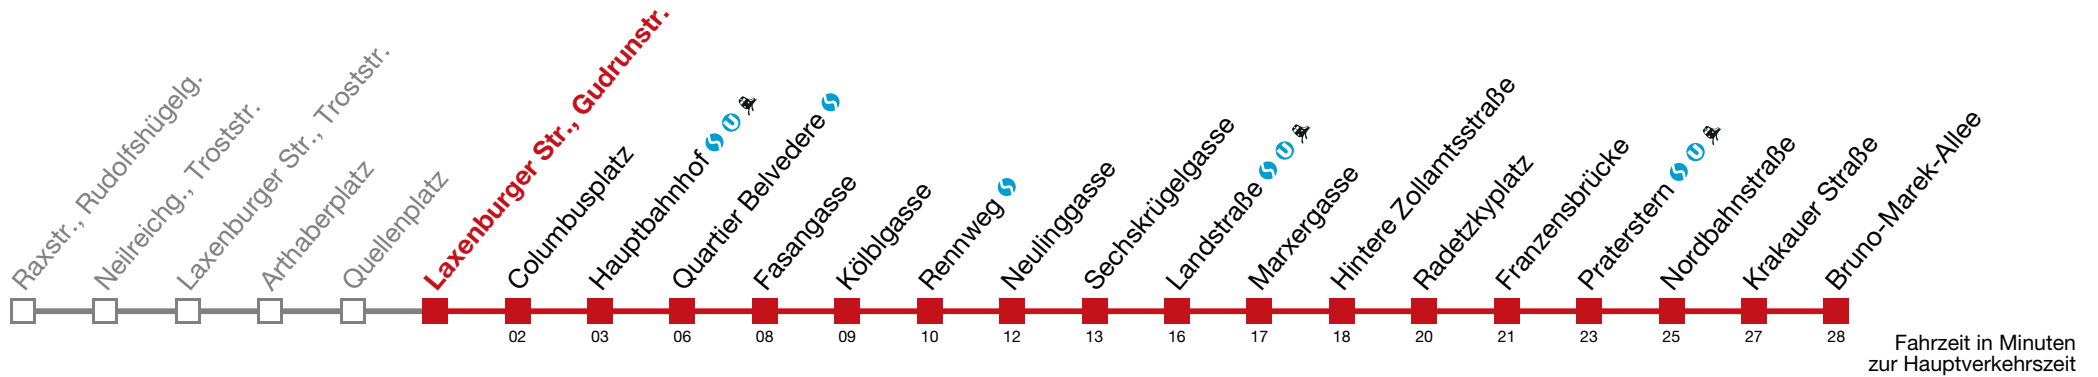 Raxstr., Rudolfshügelg.
Neilreichg., Troststr.
Laxenburger Str., Troststr.
Arthaberplatz
Quellenplatz
Laxenburger Str., Gudrunstr.
Columbusplatz
Hauptbahnhof
Quartier Belvedere
Fasangasse
Kölblgasse
Rennweg
Neulinggasse
Sechskrügelgasse
Landstraße
Marxergasse
Hintere Zollamtsstraße
Radetzkyplatz
Franzensbrücke
Praterstern
Nordbahnstraße
Krakauer Straße
Bruno-Marek-Allee
02 03 06 08 09 10 12 13 16 17 18 20 21 23 25 27 28
Fahrzeit in Minuten
zur Hauptverkehrszeit